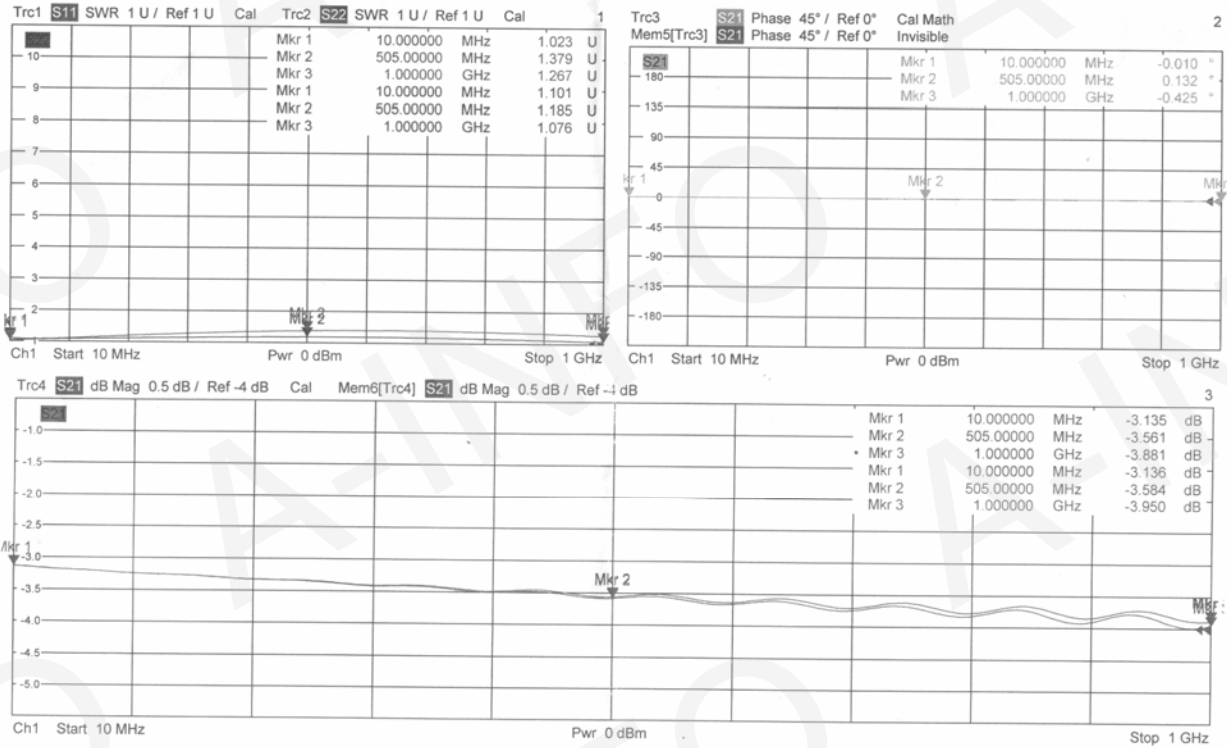 Trc1 S11 SWR 1 U / Ref 1 U Cal Trc2 S22 SWR 1 U / Ref 1 U Cal 1
Mkr 1 10.000000 MHz 1.023 U
Mkr 2 505.00000 MHz 1.379 U
Mkr 3 1.000000 GHz 1.267 U
Mkr 1 10.000000 MHz 1.101 U
Mkr 2 505.00000 MHz 1.185 U
Mkr 3 1.000000 GHz 1.076 U
10
9
8
7
6
5
4
3
2
1
kr 1
Mkr 2
Ch1 Start 10 MHz Pwr 0 dBm Stop 1 GHz
Trc3 S21 Phase 45° / Ref 0° Cal Math 2
Mem5[Trc3] S21 Phase 45° / Ref 0° Invisible
S21
Mkr 1 10.000000 MHz -0.010 °
Mkr 2 505.00000 MHz 0.132 °
Mkr 3 1.000000 GHz -0.425 °
180
135
90
45
0
-45
-90
-135
-180
kr 1
Mkr 2
Mkr
Ch1 Start 10 MHz Pwr 0 dBm Stop 1 GHz
Trc4 S21 dB Mag 0.5 dB / Ref -4 dB Cal Mem6[Trc4] S21 dB Mag 0.5 dB / Ref -4 dB 3
S21
Mkr 1 10.000000 MHz -3.135 dB
Mkr 2 505.00000 MHz -3.561 dB
• Mkr 3 1.000000 GHz -3.881 dB
Mkr 1 10.000000 MHz -3.136 dB
Mkr 2 505.00000 MHz -3.584 dB
Mkr 3 1.000000 GHz -3.950 dB
-1.0
-1.5
-2.0
-2.5
-3.0
-3.5
-4.0
-4.5
-5.0
Mkr 1
Mkr 2
Ch1 Start 10 MHz Pwr 0 dBm Stop 1 GHz
A-INFO